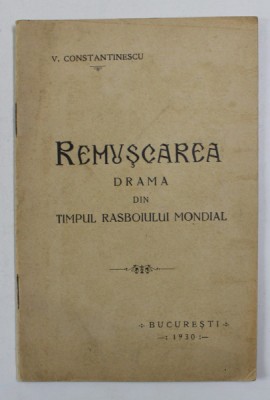 V. CONSTANTINESCU
REMUȘCAREA
DRAMA
DIN
TIMPUL RASBOIULUI MONDIAL
BUCUREȘTI
—: 1930 :—